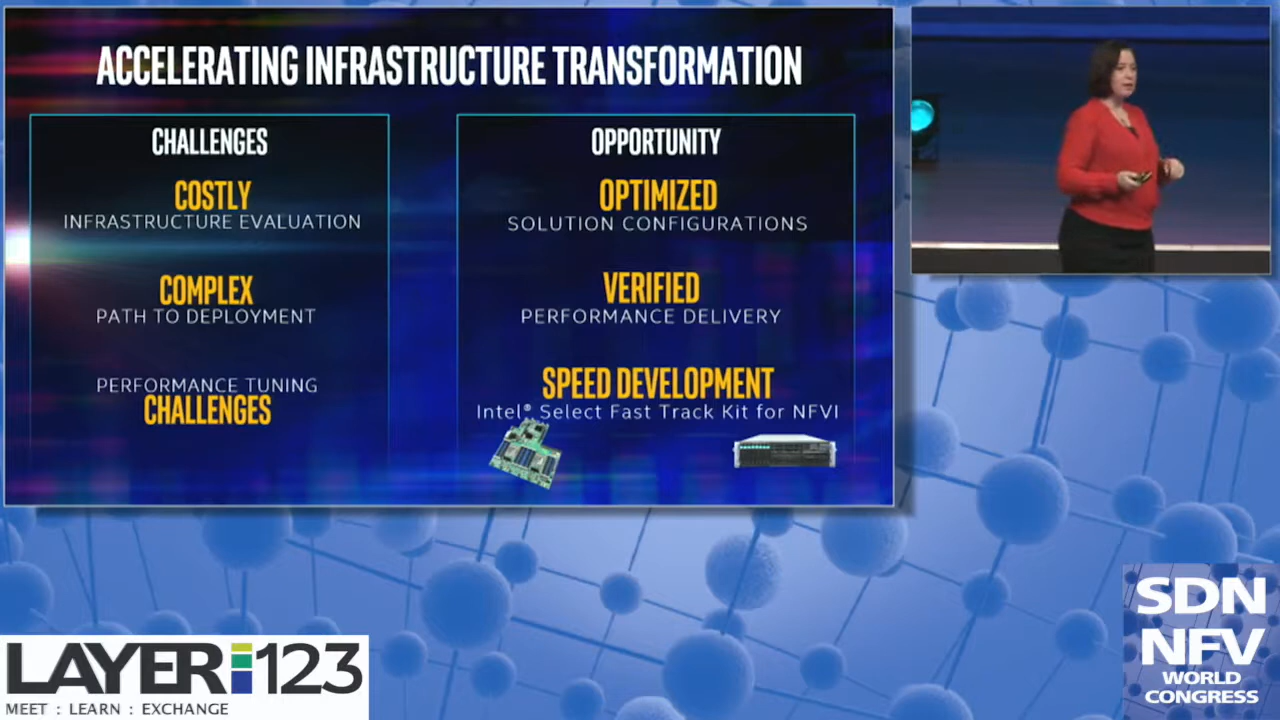 ACCELERATING INFRASTRUCTURE TRANSFORMATION
CHALLENGES
COSTLY
INFRASTRUCTURE EVALUATION
COMPLEX
PATH TO DEPLOYMENT
PERFORMANCE TUNING
CHALLENGES
OPPORTUNITY
OPTIMIZED
SOLUTION CONFIGURATIONS
VERIFIED
PERFORMANCE DELIVERY
SPEED DEVELOPMENT
Intel® Select Fast Track Kit for NFVI
LAYER123
MEET : LEARN : EXCHANGE
SDN
NFV
WORLD
CONGRESS